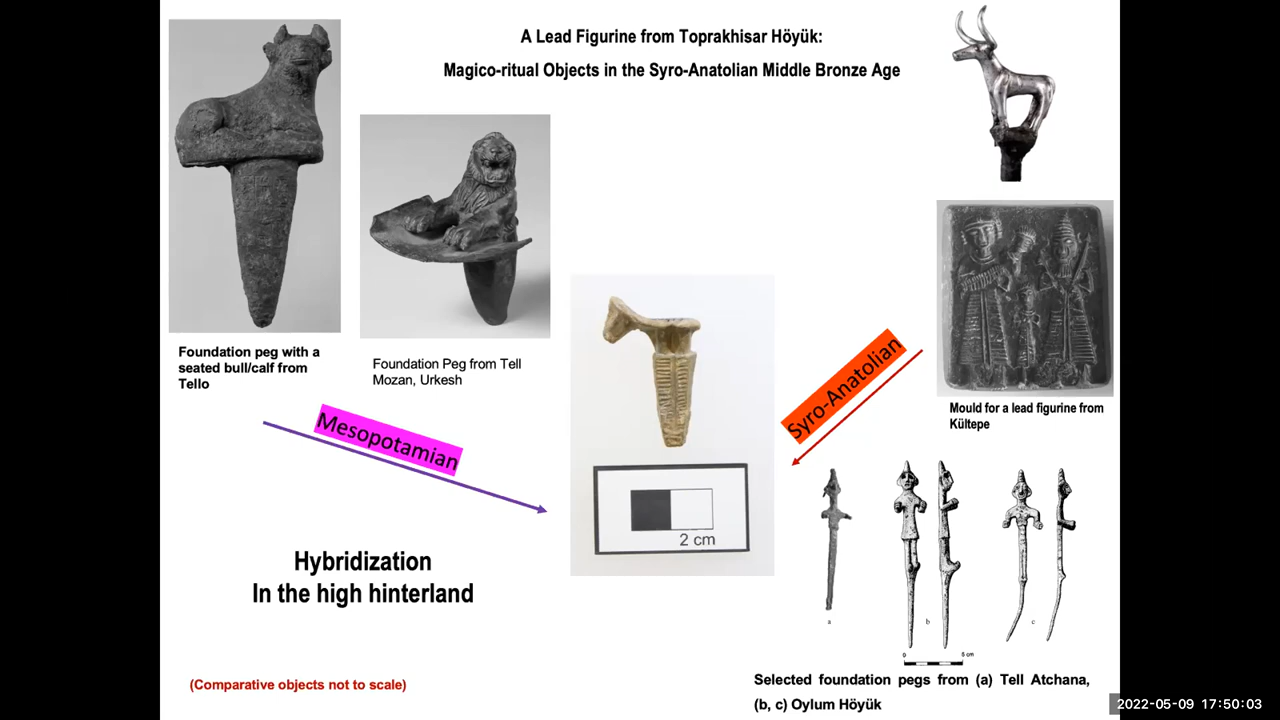 A Lead Figurine from Toprakhisar Höyük:
Magico-ritual Objects in the Syro-Anatolian Middle Bronze Age
Foundation peg with a
seated bull/calf from
Tello
Foundation Peg from Tell
Mozan, Urkesh
Mould for a lead figurine from
Kültepe
Mesopotamian
Syro-Anatolian
2 cm
Hybridization
In the high hinterland
a
b
c
0
5 cm
(Comparative objects not to scale)
Selected foundation pegs from (a) Tell Atchana,
(b, c) Oylum Höyük
2022-05-09 17:50:03